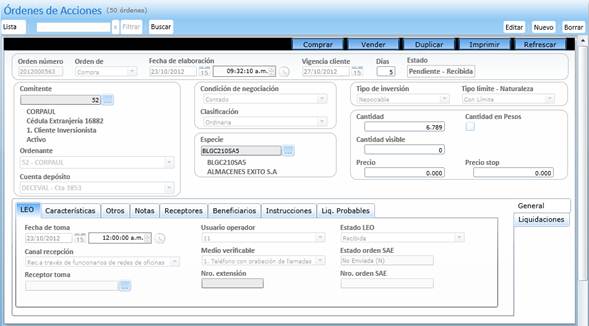 Órdenes de Acciones (50 órdenes)
Lista x Filtrar Buscar Editar Nuevo Borrar
Comprar Vender Duplicar Imprimir Refrescar
Orden número Orden de Fecha de elaboración Vigencia cliente Días Estado
2012000563 Compra 23/10/2012 15 09:32:10 a.m. 27/10/2012 15 5 Pendiente - Recibida
Comitente Condición de negociación Tipo de inversión Tipo límite - Naturaleza
52 Contado Negociable Con Límite
CORPAUL Clasificación Cantidad Cantidad en Pesos
Cédula Extranjería 16882 Ordinaria 6.789
1. Cliente Inversionista Cantidad visible
Activo Especie 0
Ordenante BLGC210SA5 Precio Precio stop
52 - CORPAUL BLGC210SA5 0.000 0.000
Cuenta depósito ALMACENES EXITO S.A
DECEVAL - Cta 3853
LEO Características Otros Notas Receptores Beneficiarios Instrucciones Liq. Probables General
Liquidaciones
Fecha de toma Usuario operador Estado LEO
23/10/2012 15 12:00:00 a.m. 11 Recibida
Canal recepción Medio verificable Estado orden SAE
Rec.a través de funcionarios de redes de oficinas 1. Teléfono con grabación de llamadas No Enviada (N)
Receptor toma Nro. extensión Nro. orden SAE